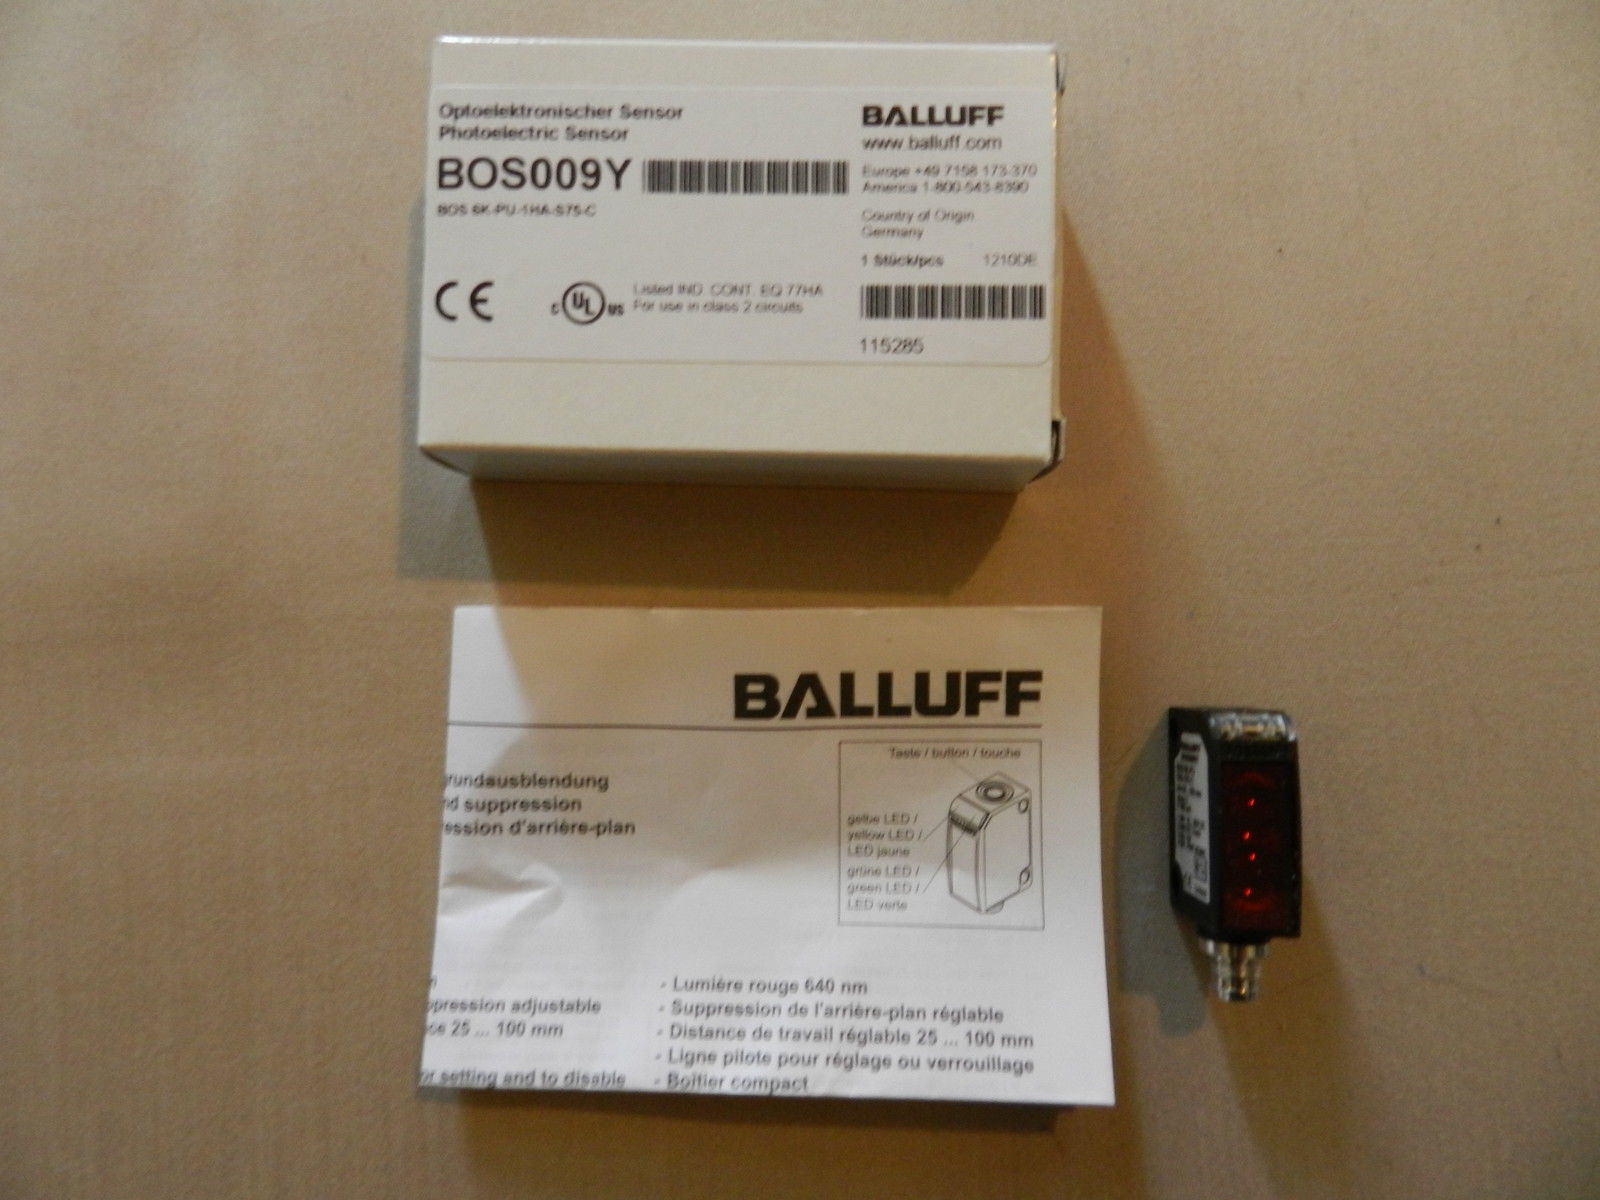 Optoelektronischer Sensor
Photoelectric Sensor
BOS009Y
BOS 6K-PU-1HA-S75-C
CE
C UL US
Listed IND. CONT. EQ 77HA
For use in class 2 circuits
BALLUFF
www.balluff.com
Europe +49 7158 173-370
America 1-800-543-8390
Country of Origin
Germany
1 Stück/pcs 1210DE
115285
BALLUFF
rundausblendung
d suppression
ession d'arrière-plan
Taste / button / touche
gelbe LED /
yellow LED /
LED jaune
grüne LED /
green LED /
LED verte
ppression adjustable
ce 25 ... 100 mm
or setting and to disable
- Lumière rouge 640 nm
- Suppression de l'arrière-plan réglable
- Distance de travail réglable 25 ... 100 mm
- Ligne pilote pour réglage ou verrouillage
- Boîtier compact
BALLUFF